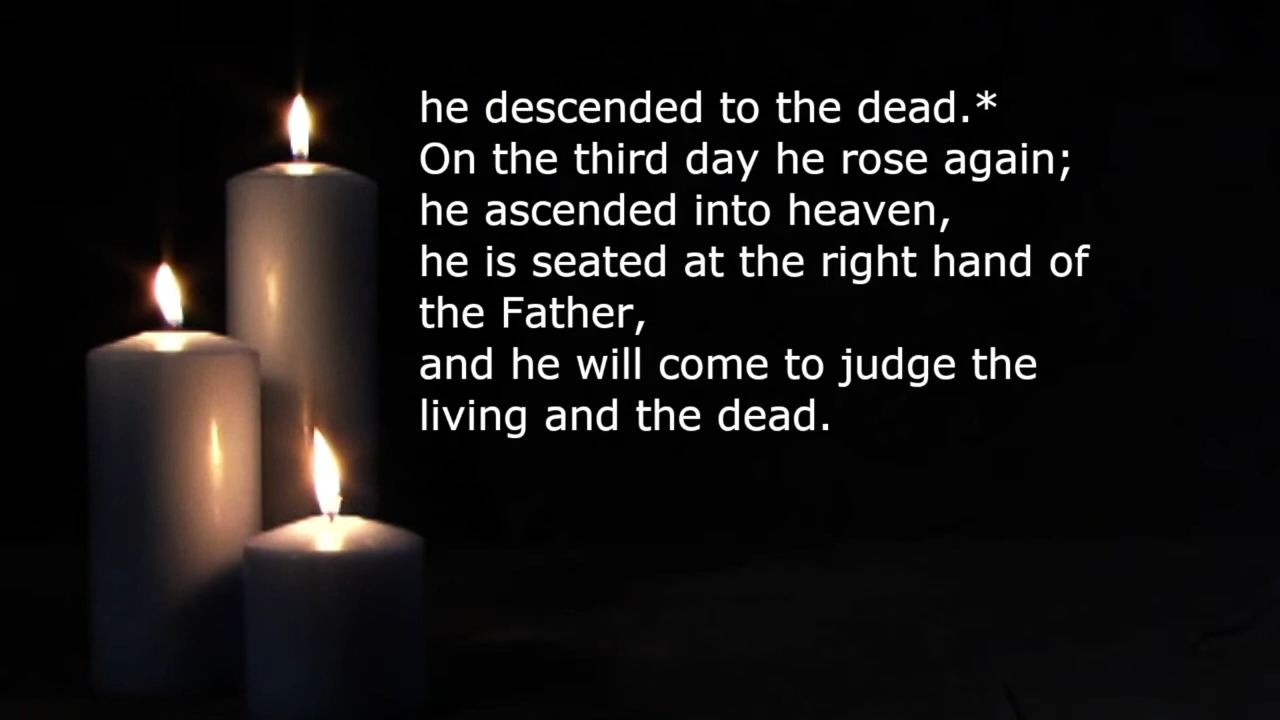 he descended to the dead.*
On the third day he rose again;
he ascended into heaven,
he is seated at the right hand of
the Father,
and he will come to judge the
living and the dead.